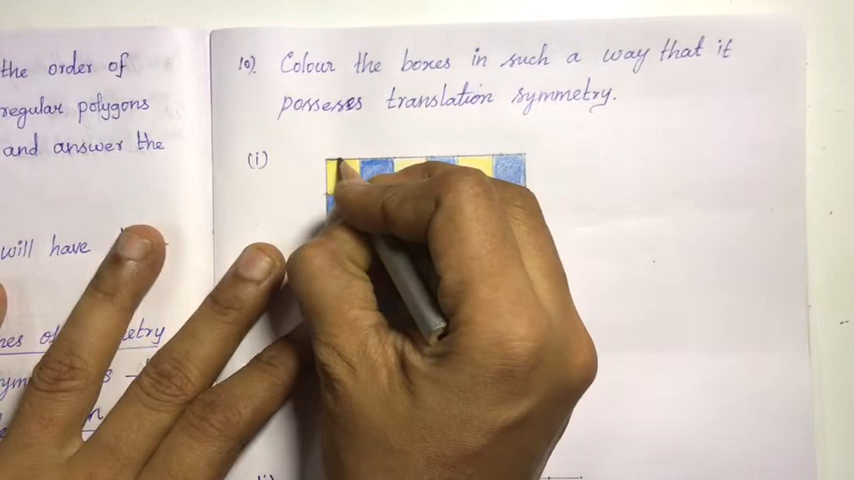 the order of
regular polygons
and answer the
will have
of
10). Colour the boxes in such a way that it
possesses translation symmetry.
(i)